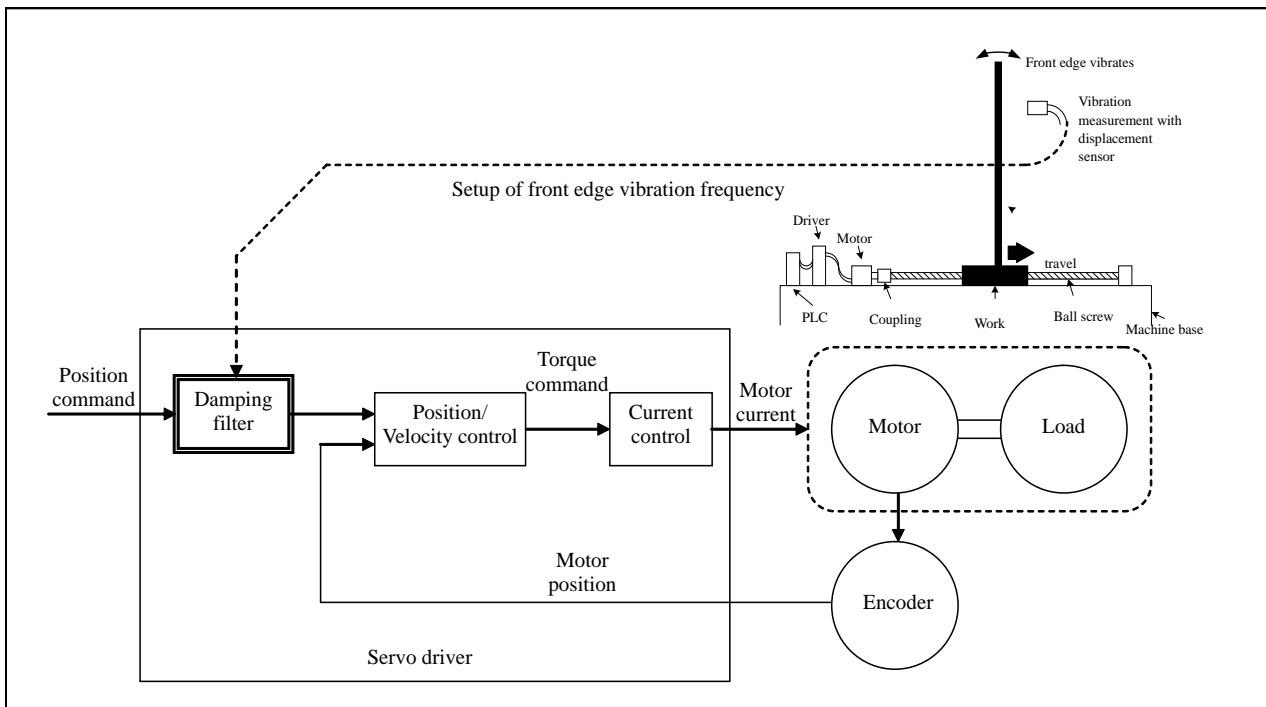 Front edge vibrates
Vibration
measurement with
displacement
sensor
Setup of front edge vibration frequency
Driver
Motor
travel
PLC
Coupling
Work
Ball screw
Machine base
Position
command
Damping
filter
Position/
Velocity control
Torque
command
Current
control
Motor
current
Motor
Load
Motor
position
Encoder
Servo driver